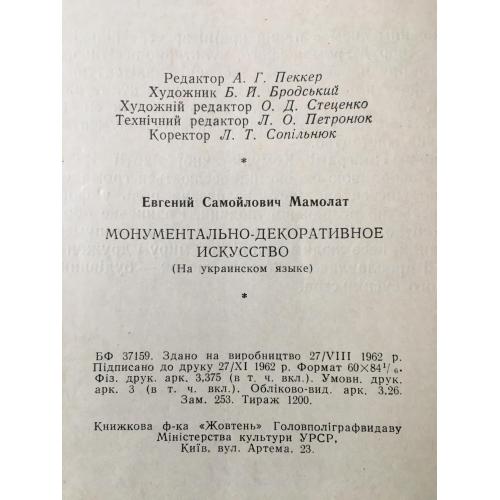 Редактор А. Г. Пеккер
Художник Б. Й. Бродський
Художній редактор О. Д. Стеценко
Технічний редактор Л. О. Петронюк
Коректор Л. Т. Сопільнюк
*
Евгений Самойлович Мамолат
МОНУМЕНТАЛЬНО-ДЕКОРАТИВНОЕ
ИСКУССТВО
(На украинском языке)
*
БФ 37159. Здано на виробництво 27/VIII 1962 р.
Підписано до друку 27/XI 1962 р. Формат 60×84¹/₆.
Фіз. друк. арк. 3,375 (в т. ч. вкл.). Умовн. друк.
арк. 3 (в т. ч. вкл.). Обліково-вид. арк. 3,26.
Зам. 253. Тираж 1200.
Книжкова ф-ка «Жовтень» Головполіграфвидаву
Міністерства культури УРСР,
Київ, вул. Артема, 23.